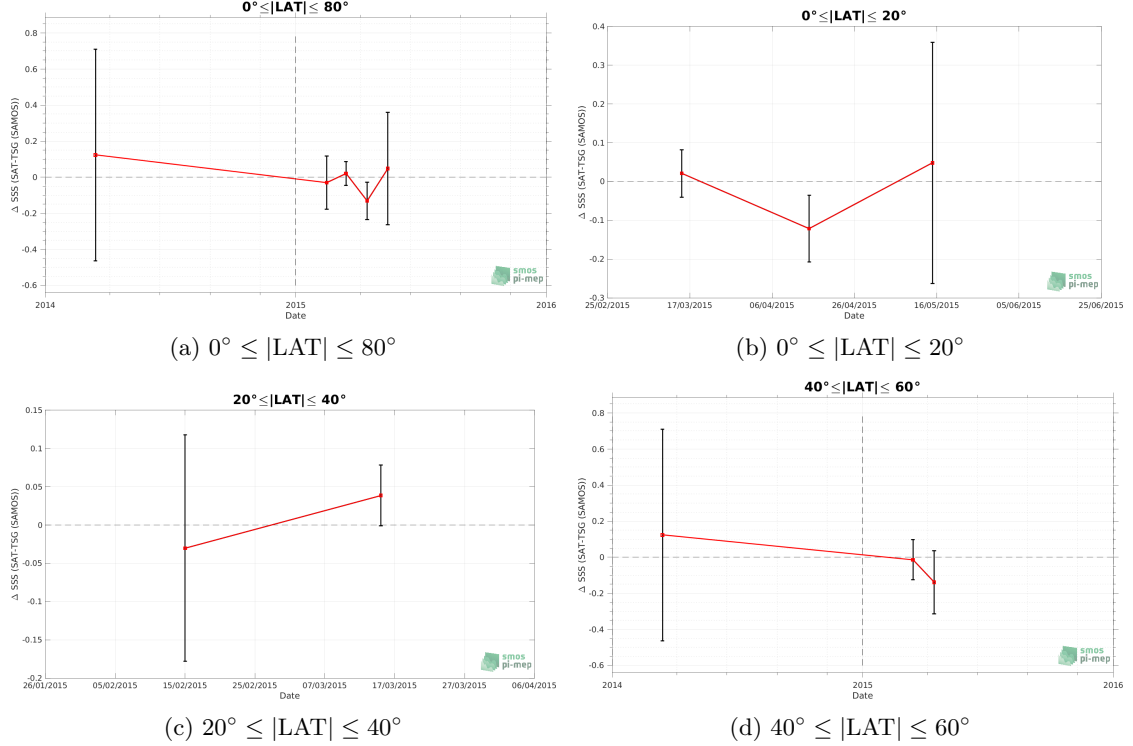 0°≤|LAT|≤ 80°
Δ SSS (SAT-TSG (SAMOS))
0.8
0.6
0.4
0.2
0
-0.2
-0.4
-0.6
2014
2015
2016
Date
smos
pi-mep
(a) 0° ≤ |LAT| ≤ 80°
0°≤|LAT|≤ 20°
Δ SSS (SAT-TSG (SAMOS))
0.4
0.3
0.2
0.1
0
-0.1
-0.2
-0.3
25/02/2015
17/03/2015
06/04/2015
26/04/2015
16/05/2015
05/06/2015
25/06/2015
Date
smos
pi-mep
(b) 0° ≤ |LAT| ≤ 20°
20°≤|LAT|≤ 40°
Δ SSS (SAT-TSG (SAMOS))
0.15
0.1
0.05
0
-0.05
-0.1
-0.15
-0.2
26/01/2015
05/02/2015
15/02/2015
25/02/2015
07/03/2015
17/03/2015
27/03/2015
06/04/2015
Date
smos
pi-mep
(c) 20° ≤ |LAT| ≤ 40°
40°≤|LAT|≤ 60°
Δ SSS (SAT-TSG (SAMOS))
0.8
0.6
0.4
0.2
0
-0.2
-0.4
-0.6
2014
2015
2016
Date
smos
pi-mep
(d) 40° ≤ |LAT| ≤ 60°